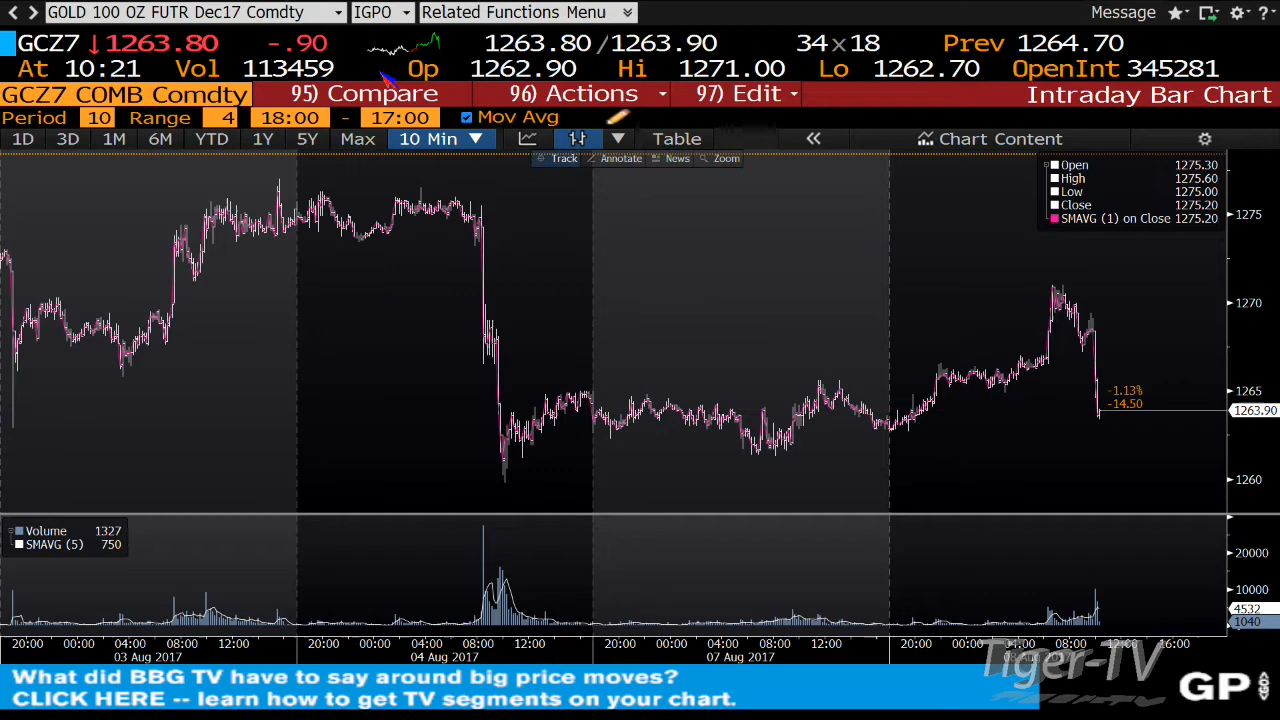 GOLD 100 OZ FUTR Dec17 Comdty IGPO Related Functions Menu Message ?
GCZ7 ↓1263.80 -.90 1263.80/1263.90 34x18 Prev 1264.70
At 10:21 Vol 113459 Op 1262.90 Hi 1271.00 Lo 1262.70 OpenInt 345281
GCZ7 COMB Comdty 95) Compare 96) Actions 97) Edit Intraday Bar Chart
Period 10 Range 4 18:00 - 17:00 Mov Avg
1D 3D 1M 6M YTD 1Y 5Y Max 10 Min Table Chart Content
Track Annotate News Zoom
Open 1275.30
High 1275.60
Low 1275.00
Close 1275.20
SMAVG (1) on Close 1275.20
1275
1270
1265
-1.13%
-14.50
1263.90
1260
Volume 1327
SMAVG (5) 750
20000
10000
4532
1040
20:00 00:00 04:00 08:00 12:00 20:00 00:00 04:00 08:00 12:00 20:00 00:00 04:00 08:00 12:00 20:00 00:00 04:00 08:00 12:00 16:00
03 Aug 2017 04 Aug 2017 07 Aug 2017 08 Aug 2017
Tiger-TV
What did BBG TV have to say around big price moves?
CLICK HERE -- learn how to get TV segments on your chart.
GP GO